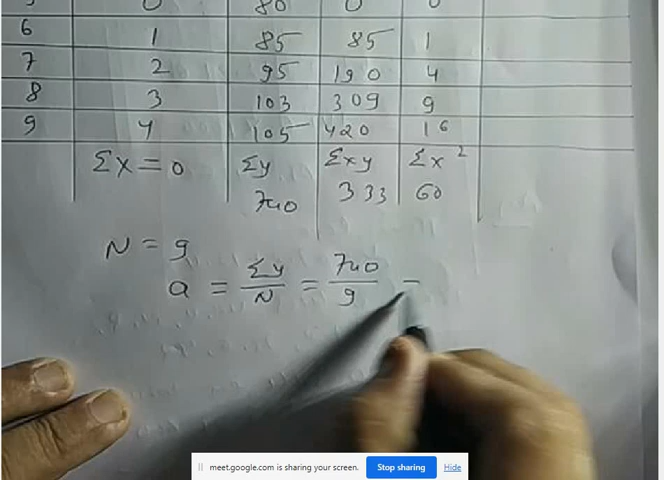 5 0 80 0 0
6 1 85 85 1
7 2 95 190 4
8 3 103 309 9
9 4 105 420 16
Σx = 0 Σy Σxy Σx²
740 333 60
N = 9
a = Σy/N = 740/9 =
meet.google.com is sharing your screen. Stop sharing Hide